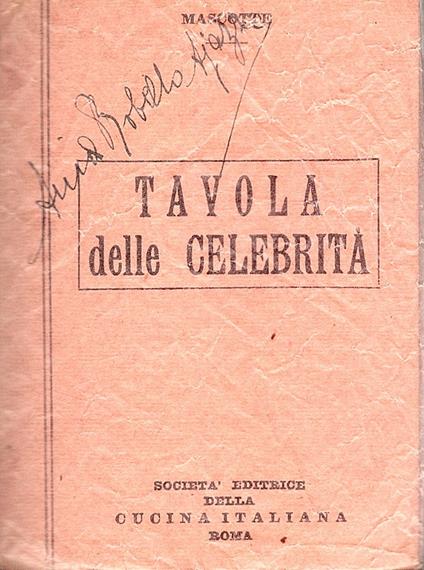 MASCOTTE
TAVOLA
delle CELEBRITÀ
SOCIETA' EDITRICE
DELLA
CUCINA ITALIANA
ROMA